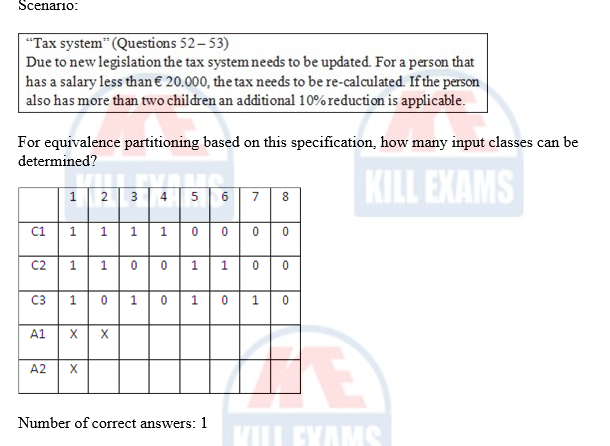 Scenario:
“Tax system” (Questions 52 – 53)
Due to new legislation the tax system needs to be updated. For a person that
has a salary less than € 20.000, the tax needs to be re-calculated. If the person
also has more than two children an additional 10% reduction is applicable.
For equivalence partitioning based on this specification, how many input classes can be
determined?
1 2 3 4 5 6 7 8
C1 1 1 1 1 0 0 0 0
C2 1 1 0 0 1 1 0 0
C3 1 0 1 0 1 0 1 0
A1 X X
A2 X
Number of correct answers: 1
KILL EXAMS
KILL EXAMS
KILL EXAMS